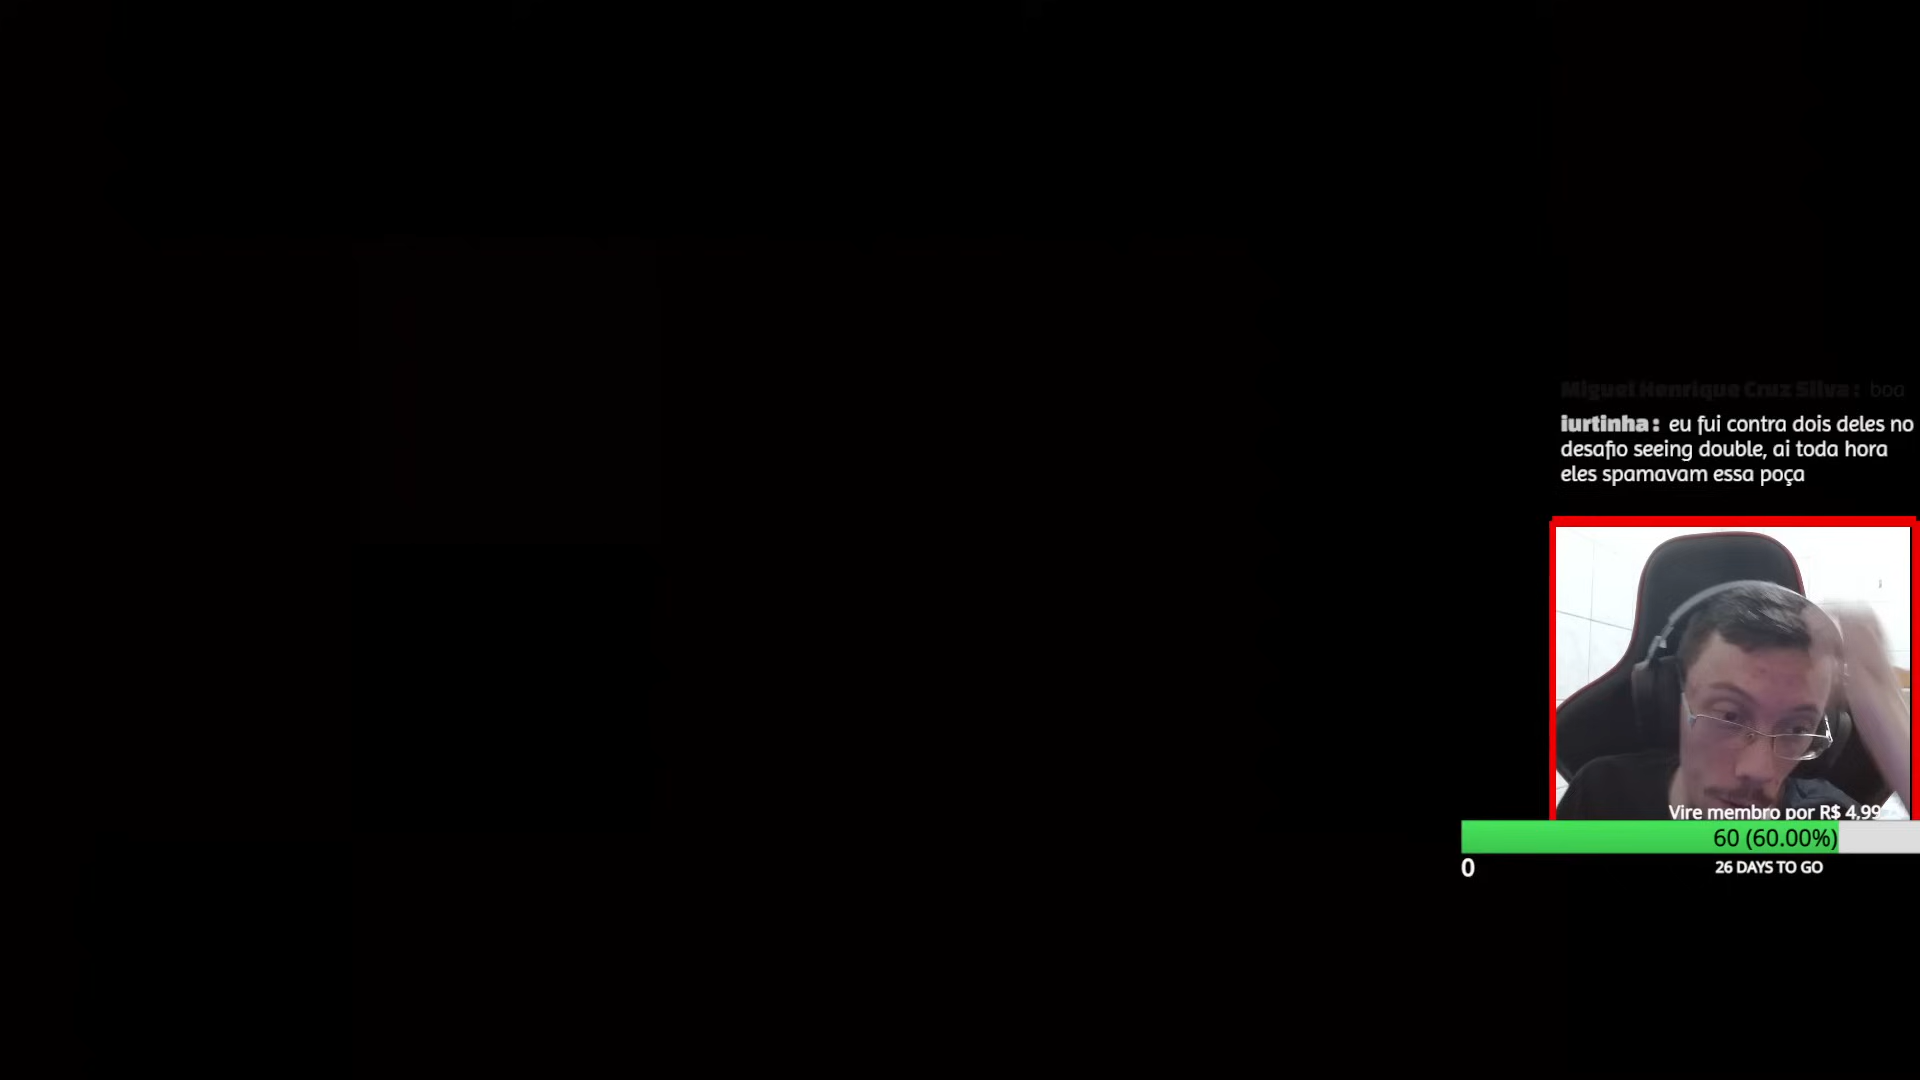 Miguel Henrique Cruz Silva: boa
iurtinha: eu fui contra dois deles no
desafio seeing double, ai toda hora
eles spamavam essa poça
Vire membro por R$ 4,99
60 (60.00%)
0
26 DAYS TO GO